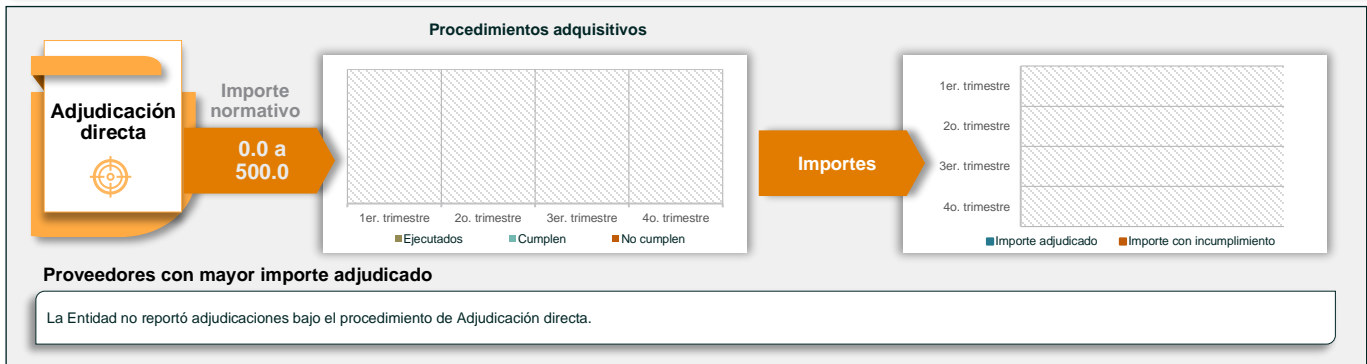 Procedimientos adquisitivos
Adjudicación
directa
Importe
normativo
0.0 a
500.0
1er. trimestre 2o. trimestre 3er. trimestre 4o. trimestre
Ejecutados Cumplen No cumplen
Importes
1er. trimestre
2o. trimestre
3er. trimestre
4o. trimestre
Importe adjudicado Importe con incumplimiento
Proveedores con mayor importe adjudicado
La Entidad no reportó adjudicaciones bajo el procedimiento de Adjudicación directa.